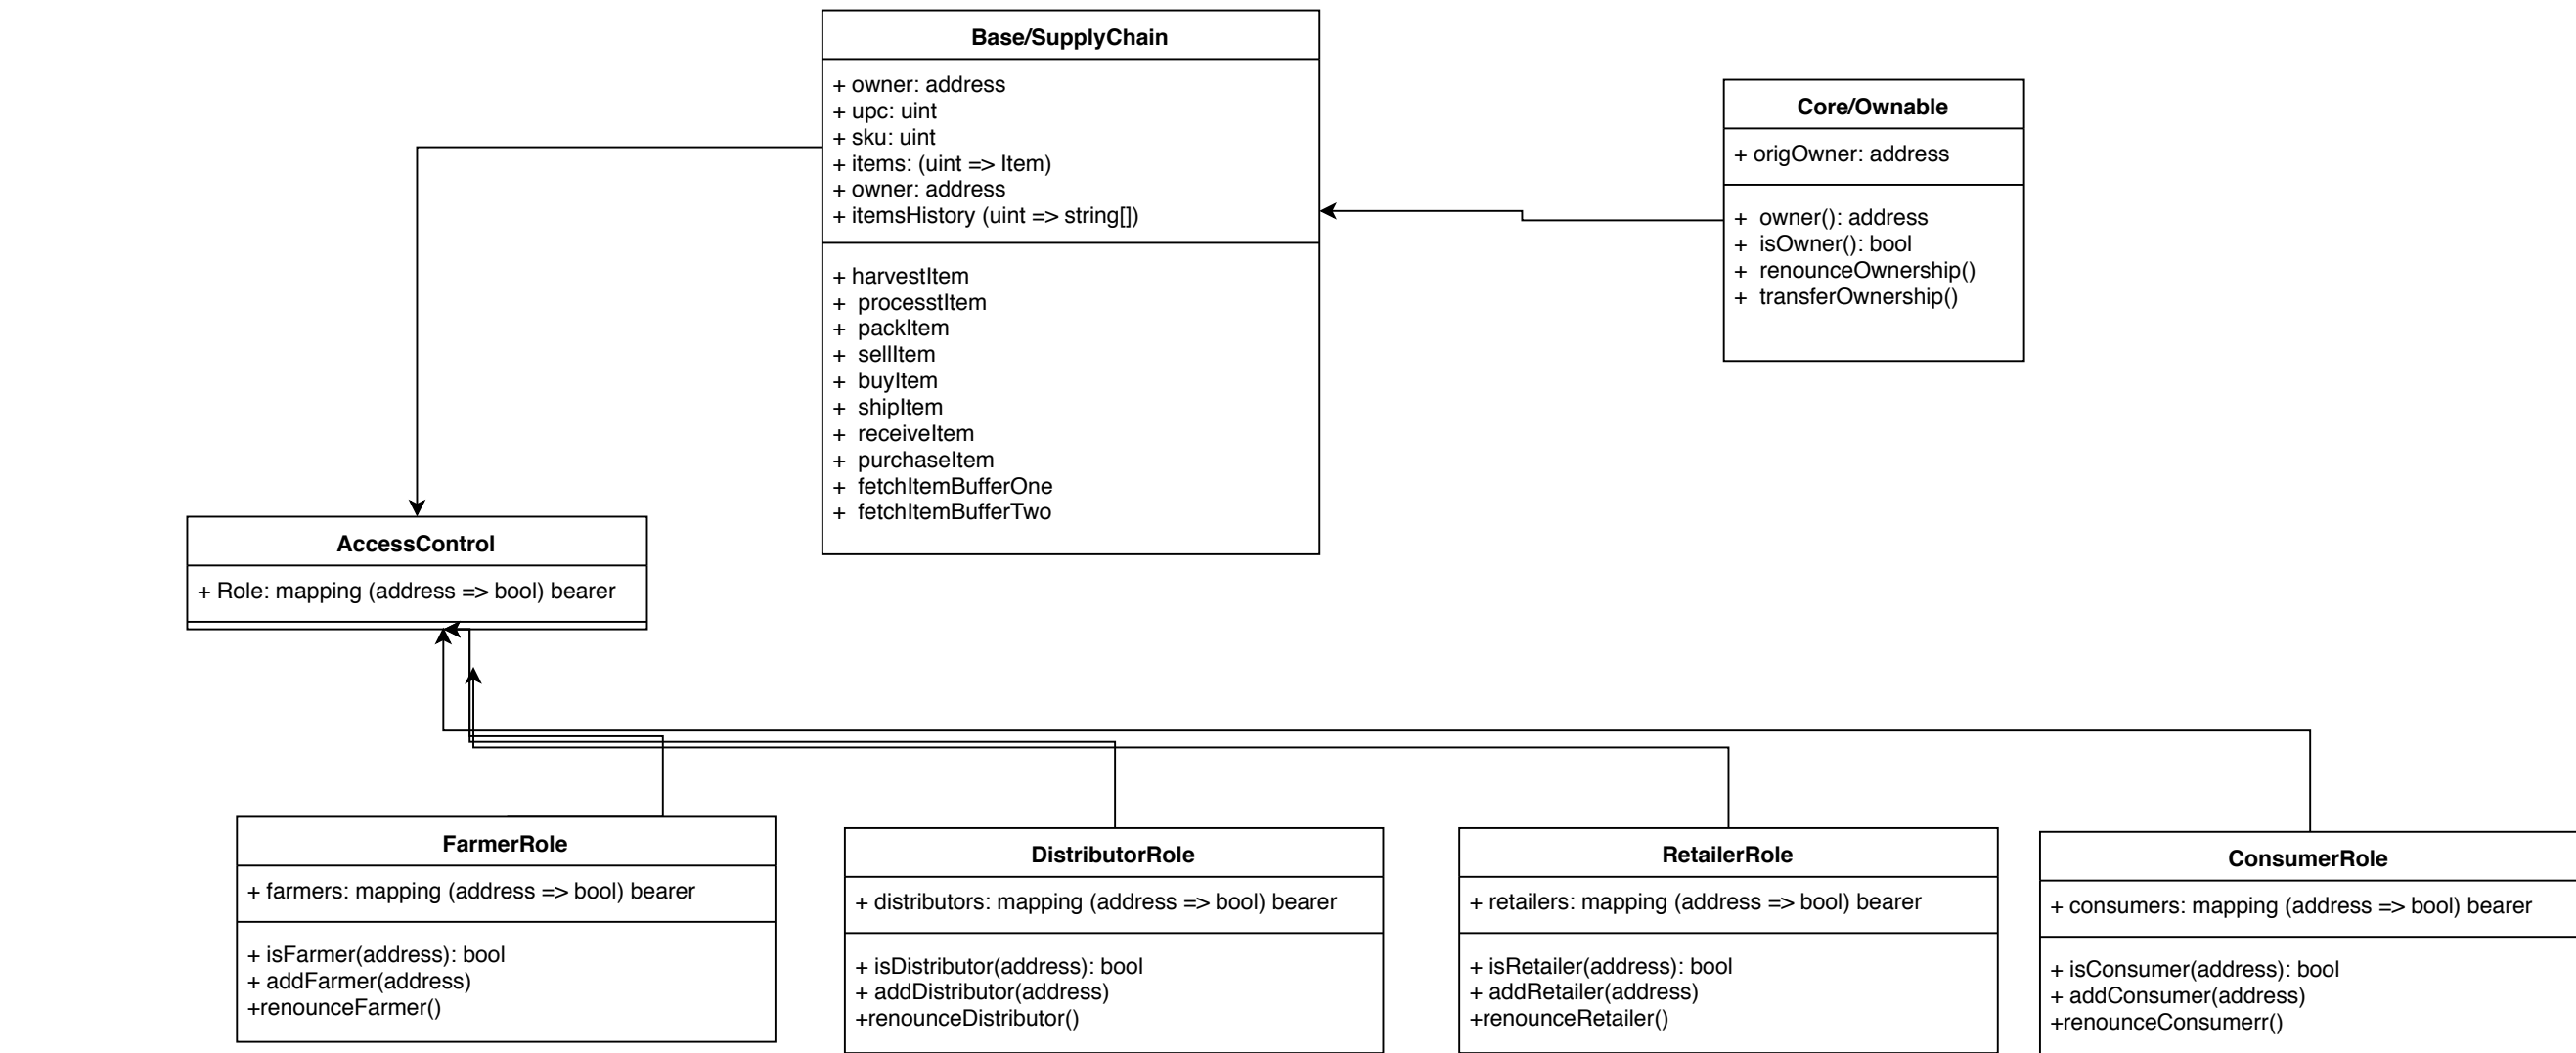 Base/SupplyChain
+ owner: address
+ upc: uint
+ sku: uint
+ items: (uint => Item)
+ owner: address
+ itemsHistory (uint => string[])
+ harvestItem
+ processtItem
+ packItem
+ sellItem
+ buyItem
+ shipItem
+ receiveItem
+ purchaseItem
+ fetchItemBufferOne
+ fetchItemBufferTwo
Core/Ownable
+ origOwner: address
+ owner(): address
+ isOwner(): bool
+ renounceOwnership()
+ transferOwnership()
AccessControl
+ Role: mapping (address => bool) bearer
FarmerRole
+ farmers: mapping (address => bool) bearer
+ isFarmer(address): bool
+ addFarmer(address)
+renounceFarmer()
DistributorRole
+ distributors: mapping (address => bool) bearer
+ isDistributor(address): bool
+ addDistributor(address)
+renounceDistributor()
RetailerRole
+ retailers: mapping (address => bool) bearer
+ isRetailer(address): bool
+ addRetailer(address)
+renounceRetailer()
ConsumerRole
+ consumers: mapping (address => bool) bearer
+ isConsumer(address): bool
+ addConsumer(address)
+renounceConsumerr()